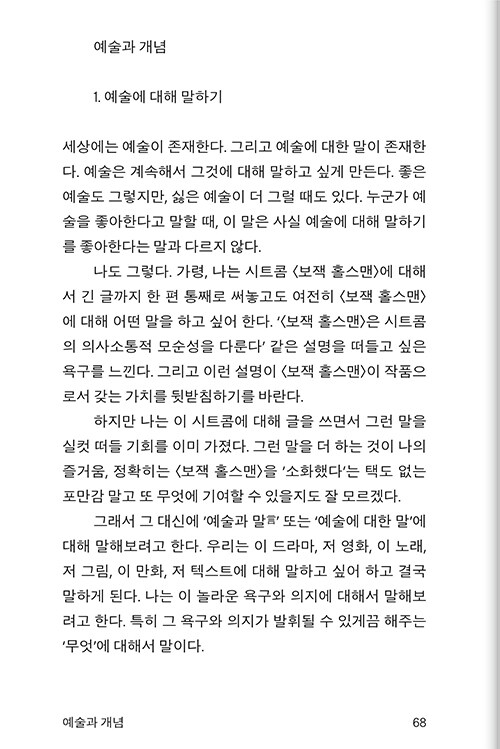 예술과 개념
1. 예술에 대해 말하기
세상에는 예술이 존재한다. 그리고 예술에 대한 말이 존재한
다. 예술은 계속해서 그것에 대해 말하고 싶게 만든다. 좋은
예술도 그렇지만, 싫은 예술이 더 그럴 때도 있다. 누군가 예
술을 좋아한다고 말할 때, 이 말은 사실 예술에 대해 말하기
를 좋아한다는 말과 다르지 않다.
나도 그렇다. 가령, 나는 시트콤 〈보잭 홀스맨〉에 대해
서 긴 글까지 한 편 통째로 써놓고도 여전히 〈보잭 홀스맨〉
에 대해 어떤 말을 하고 싶어 한다. ‘〈보잭 홀스맨〉은 시트콤
의 의사소통적 모순성을 다룬다’ 같은 설명을 떠들고 싶은
욕구를 느낀다. 그리고 이런 설명이 〈보잭 홀스맨〉이 작품으
로서 갖는 가치를 뒷받침하기를 바란다.
하지만 나는 이 시트콤에 대해 글을 쓰면서 그런 말을
실컷 떠들 기회를 이미 가졌다. 그런 말을 더 하는 것이 나의
즐거움, 정확히는 〈보잭 홀스맨〉을 ‘소화했다’는 택도 없는
포만감 말고 또 무엇에 기여할 수 있을지도 잘 모르겠다.
그래서 그 대신에 ‘예술과 말言’ 또는 ‘예술에 대한 말’에
대해 말해보려고 한다. 우리는 이 드라마, 저 영화, 이 노래,
저 그림, 이 만화, 저 텍스트에 대해 말하고 싶어 하고 결국
말하게 된다. 나는 이 놀라운 욕구와 의지에 대해서 말해보
려고 한다. 특히 그 욕구와 의지가 발휘될 수 있게끔 해주는
‘무엇’에 대해서 말이다.
예술과 개념 68